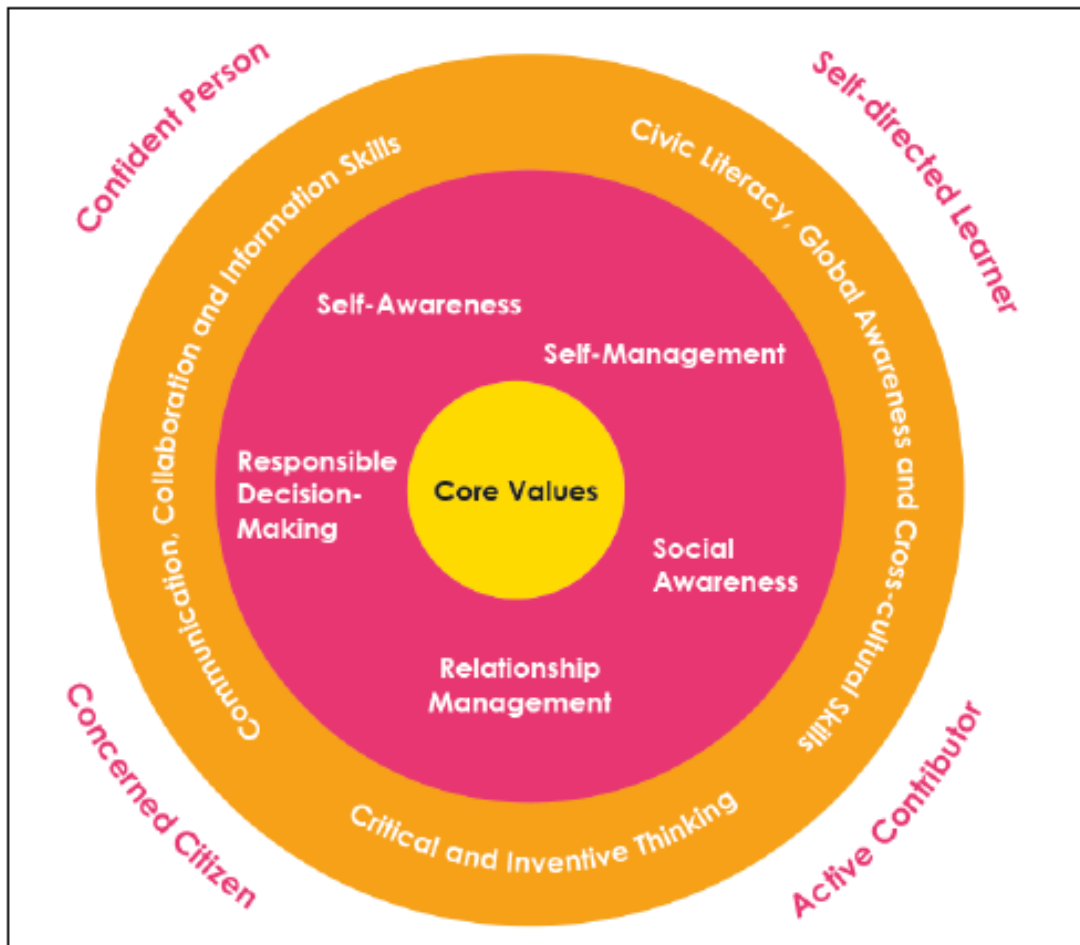 Confident Person
Self-directed Learner
Communication, Collaboration and Information Skills
Civic Literacy, Global Awareness and Cross-cultural Skills
Self-Awareness
Self-Management
Responsible
Decision-
Making
Core Values
Social
Awareness
Relationship
Management
Critical and Inventive Thinking
Concerned Citizen
Active Contributor